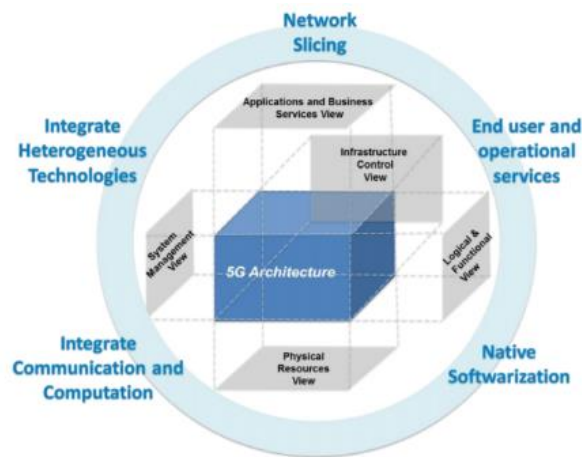 Network
Slicing
Applications and Business
Services View
Integrate
Heterogeneous
Technologies
Infrastructure
Control
View
End user and
operational
services
System
Management
View
5G Architecture
Logical &
Functional
View
Integrate
Communication and
Computation
Physical
Resources
View
Native
Softwarization